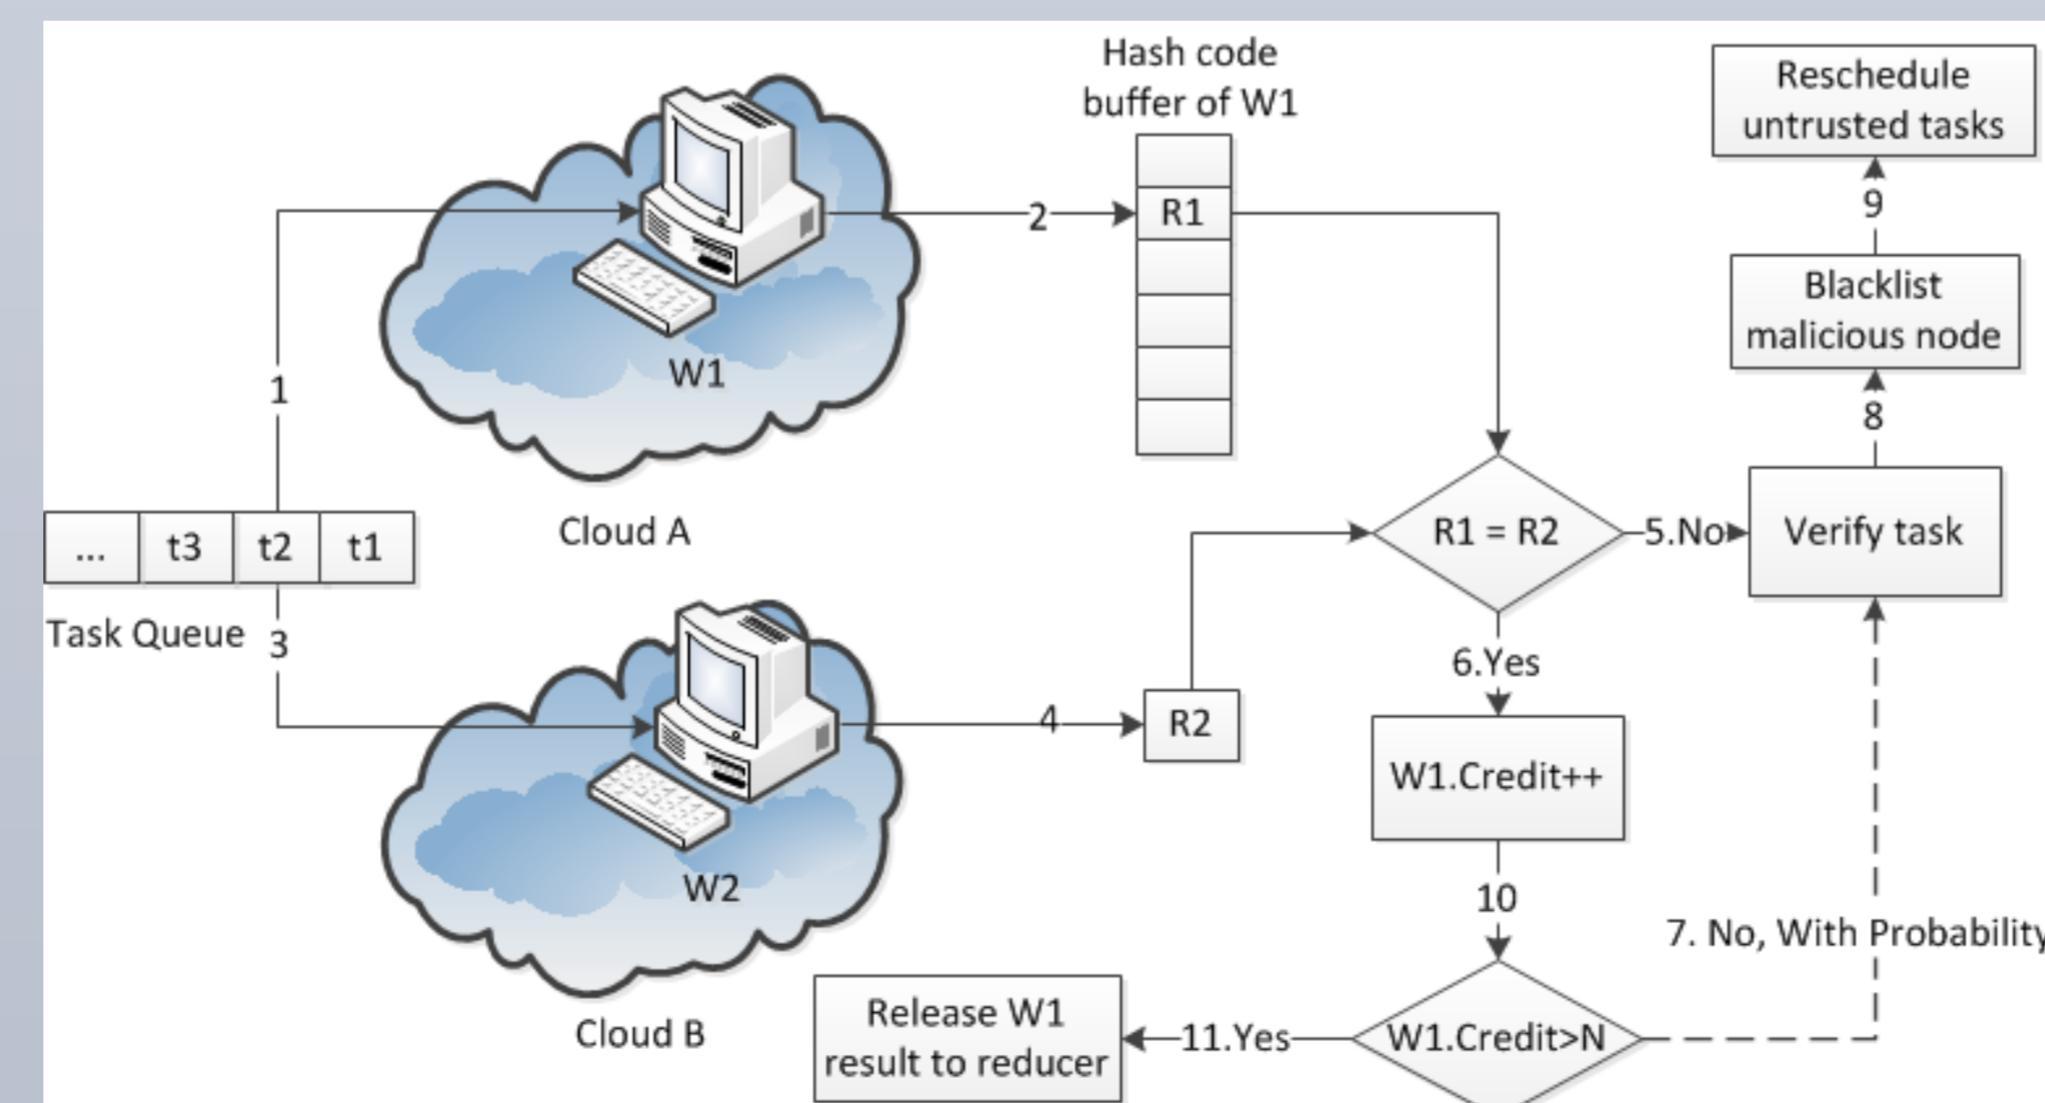 Hash code
buffer of W1
Reschedule
untrusted tasks
R1
2
9
Blacklist
malicious node
W1
1
8
Cloud A
R1 = R2
5.No
Verify task
... t3 t2 t1
Task Queue
3
6.Yes
4
R2
W1.Credit++
W2
10
7. No, With Probability
Cloud B
Release W1
result to reducer
11.Yes
W1.Credit>N